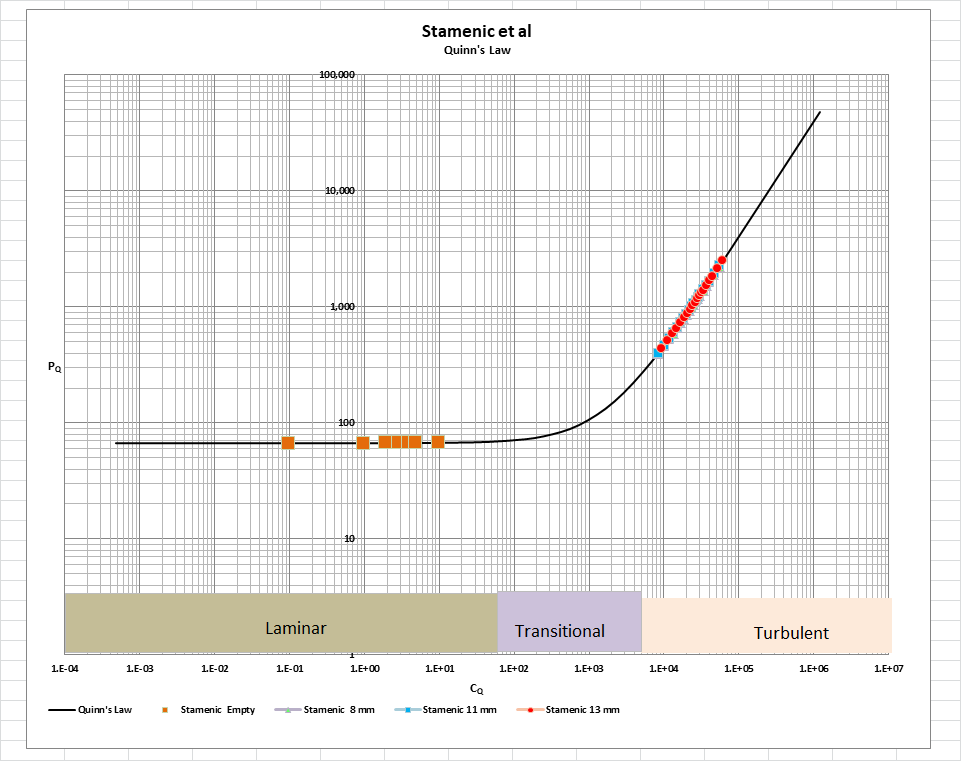 Stamenic et al
Quinn's Law
100,000
10,000
1,000
P_Q
100
10
Laminar
Transitional
Turbulent
1
1.E-04 1.E-03 1.E-02 1.E-01 1.E+00 1.E+01 1.E+02 1.E+03 1.E+04 1.E+05 1.E+06 1.E+07
C_Q
Quinn's Law Stamenic Empty Stamenic 8 mm Stamenic 11 mm Stamenic 13 mm